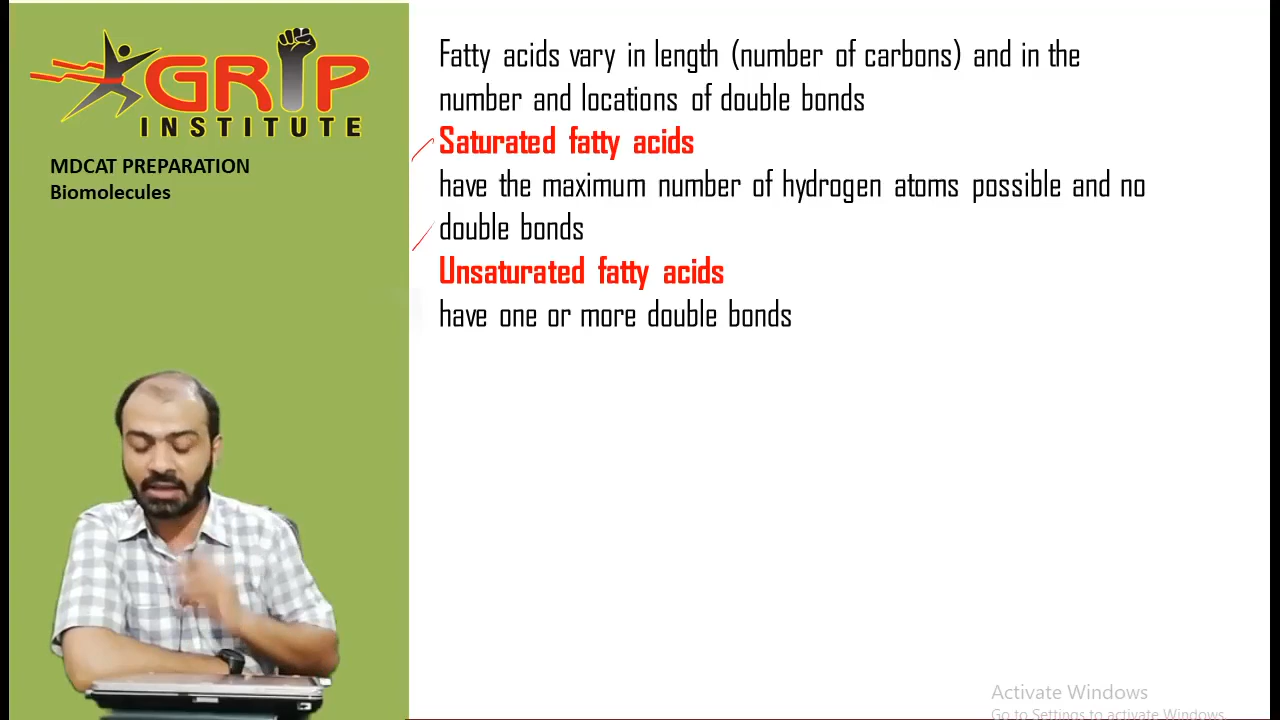 GRIP
INSTITUTE
MDCAT PREPARATION
Biomolecules
Fatty acids vary in length (number of carbons) and in the
number and locations of double bonds
Saturated fatty acids
have the maximum number of hydrogen atoms possible and no
double bonds
Unsaturated fatty acids
have one or more double bonds
Activate Windows
Go to Settings to activate Windows.